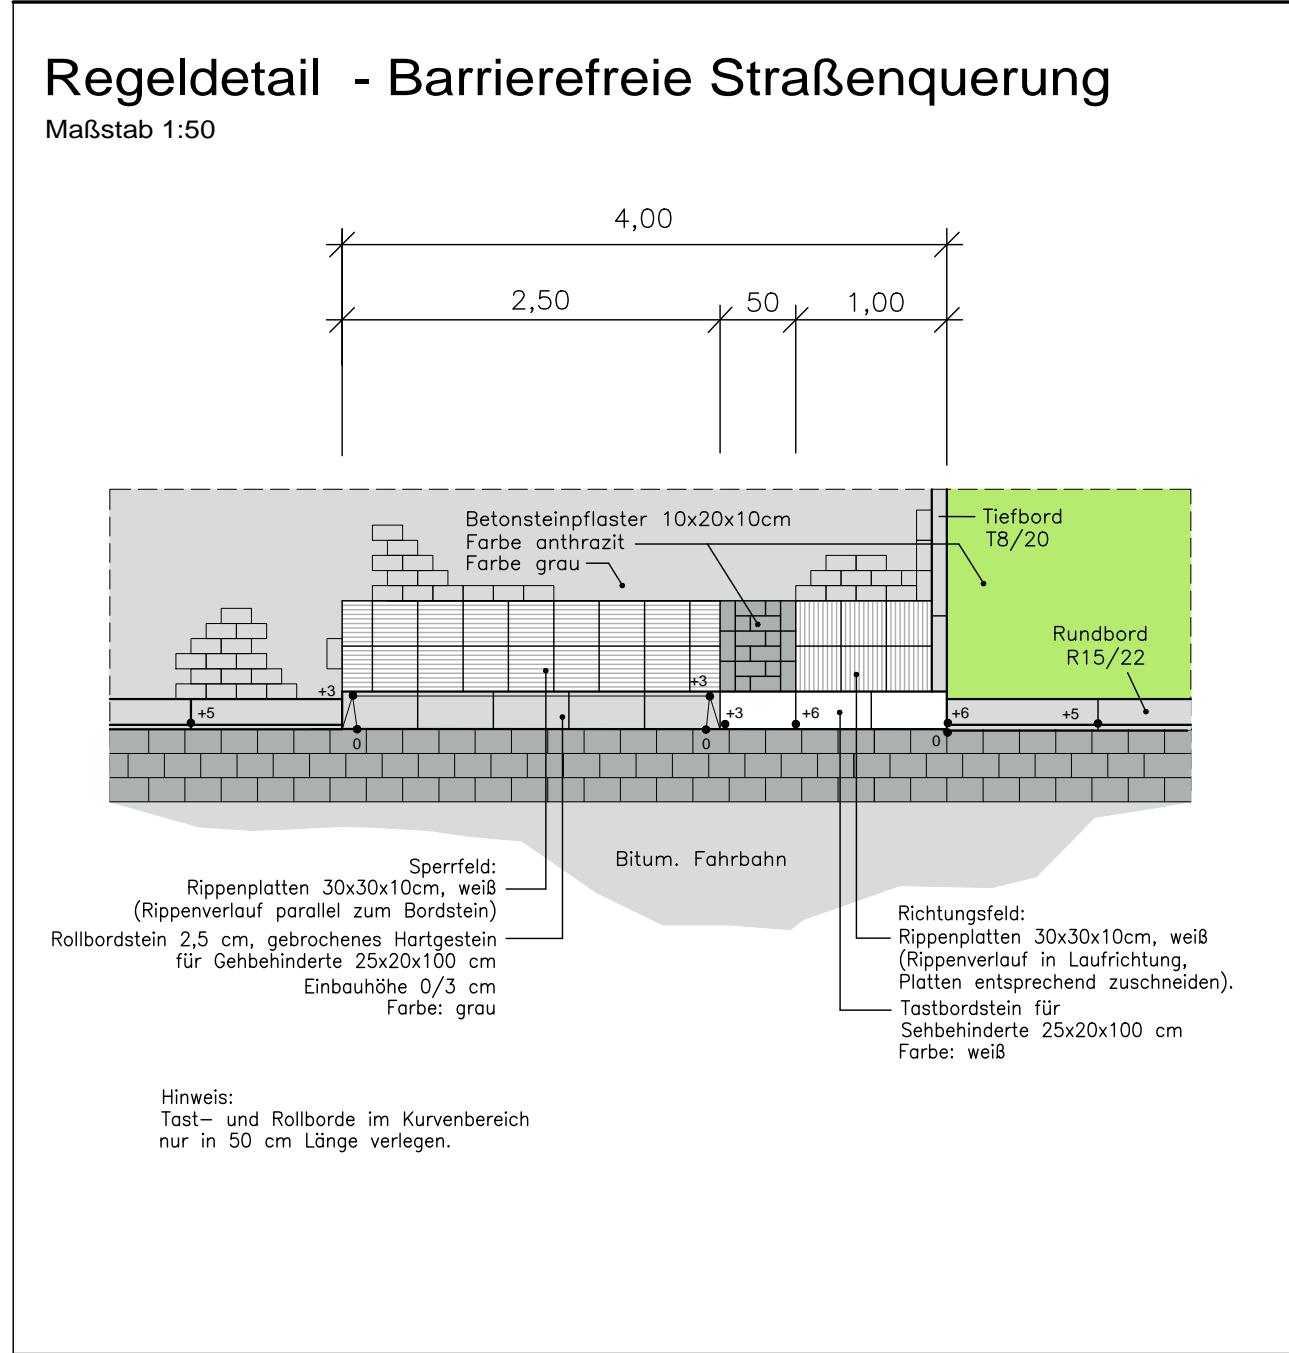 Regeldetail - Barrierefreie Straßenquerung
Maßstab 1:50
4,00
2,50
50
1,00
Betonsteinpflaster 10x20x10cm
Farbe anthrazit
Farbe grau
Tiefbord
T8/20
Rundbord
R15/22
+3
+3
+5
+3
+6
+6
+5
0
0
0
Bitum. Fahrbahn
Sperrfeld:
Rippenplatten 30x30x10cm, weiß
(Rippenverlauf parallel zum Bordstein)
Rollbordstein 2,5 cm, gebrochenes Hartgestein
für Gehbehinderte 25x20x100 cm
Einbauhöhe 0/3 cm
Farbe: grau
Richtungsfeld:
Rippenplatten 30x30x10cm, weiß
(Rippenverlauf in Laufrichtung,
Platten entsprechend zuschneiden).
Tastbordstein für
Sehbehinderte 25x20x100 cm
Farbe: weiß
Hinweis:
Tast- und Rollborde im Kurvenbereich
nur in 50 cm Länge verlegen.